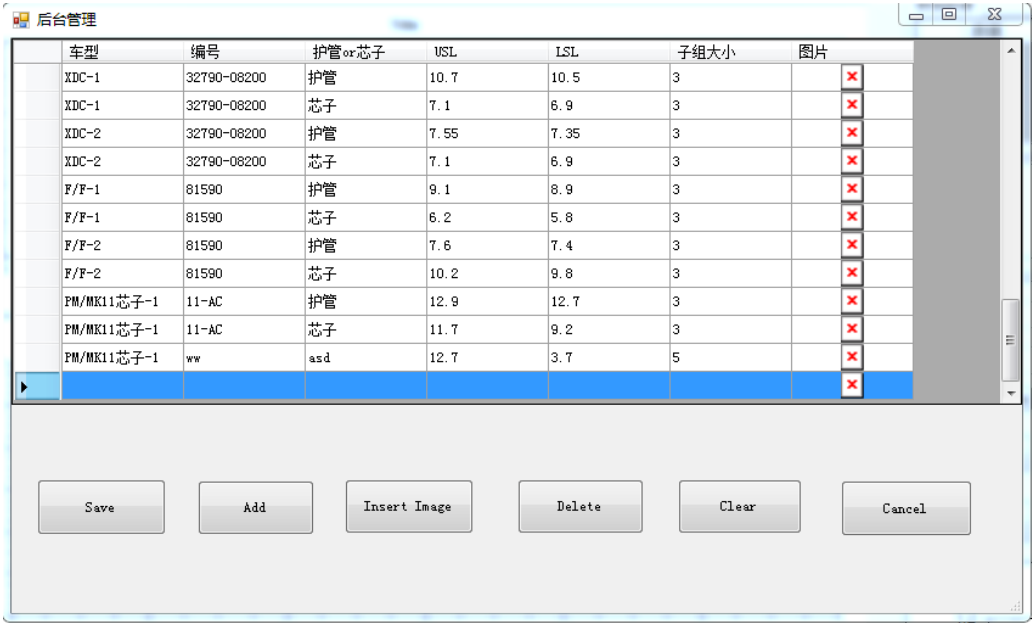 后台管理
车型 编号 护管or芯子 USL LSL 子组大小 图片
XDC-1 32790-08200 护管 10.7 10.5 3
XDC-1 32790-08200 芯子 7.1 6.9 3
XDC-2 32790-08200 护管 7.55 7.35 3
XDC-2 32790-08200 芯子 7.1 6.9 3
F/F-1 81590 护管 9.1 8.9 3
F/F-1 81590 芯子 6.2 5.8 3
F/F-2 81590 护管 7.6 7.4 3
F/F-2 81590 芯子 10.2 9.8 3
PM/MK11芯子-1 11-AC 护管 12.9 12.7 3
PM/MK11芯子-1 11-AC 芯子 11.7 9.2 3
PM/MK11芯子-1 ww asd 12.7 3.7 5
Save Add Insert Image Delete Clear Cancel